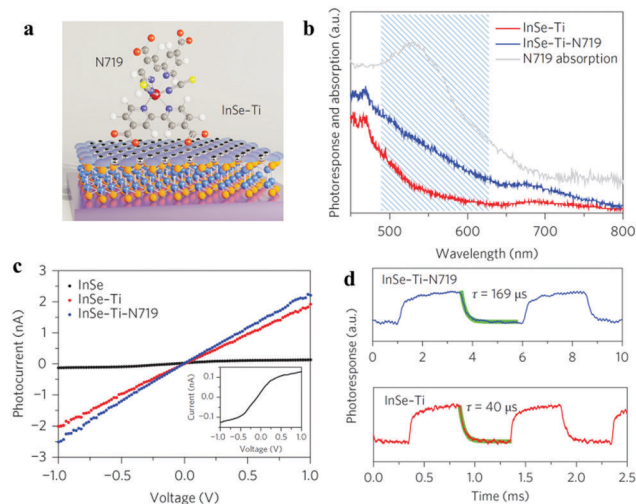 a
N719
InSe-Ti
b
InSe-Ti
InSe-Ti-N719
N719 absorption
Photoresponse and absorption (a.u.)
500 600 700 800
Wavelength (nm)
c
InSe
InSe-Ti
InSe-Ti-N719
Photocurrent (nA)
3
2
1
0
-1
-2
-3
-1.0 -0.5 0.0 0.5 1.0
Voltage (V)
Current (nA)
0.1
0.0
-0.1
-1.0 -0.5 0.0 0.5 1.0
Voltage (V)
d
InSe-Ti-N719
τ = 169 μs
0 2 4 6 8 10
Photoresponse (a.u.)
InSe-Ti
τ = 40 μs
0.0 0.5 1.0 1.5 2.0 2.5
Time (ms)